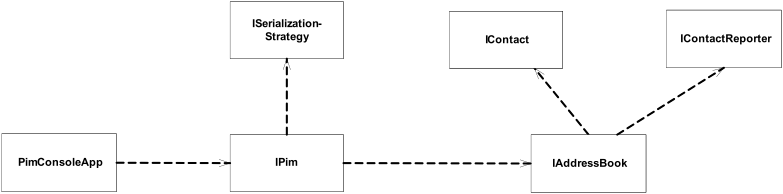 ISerialization-
Strategy
IContact
IContactReporter
PimConsoleApp
IPim
IAddressBook